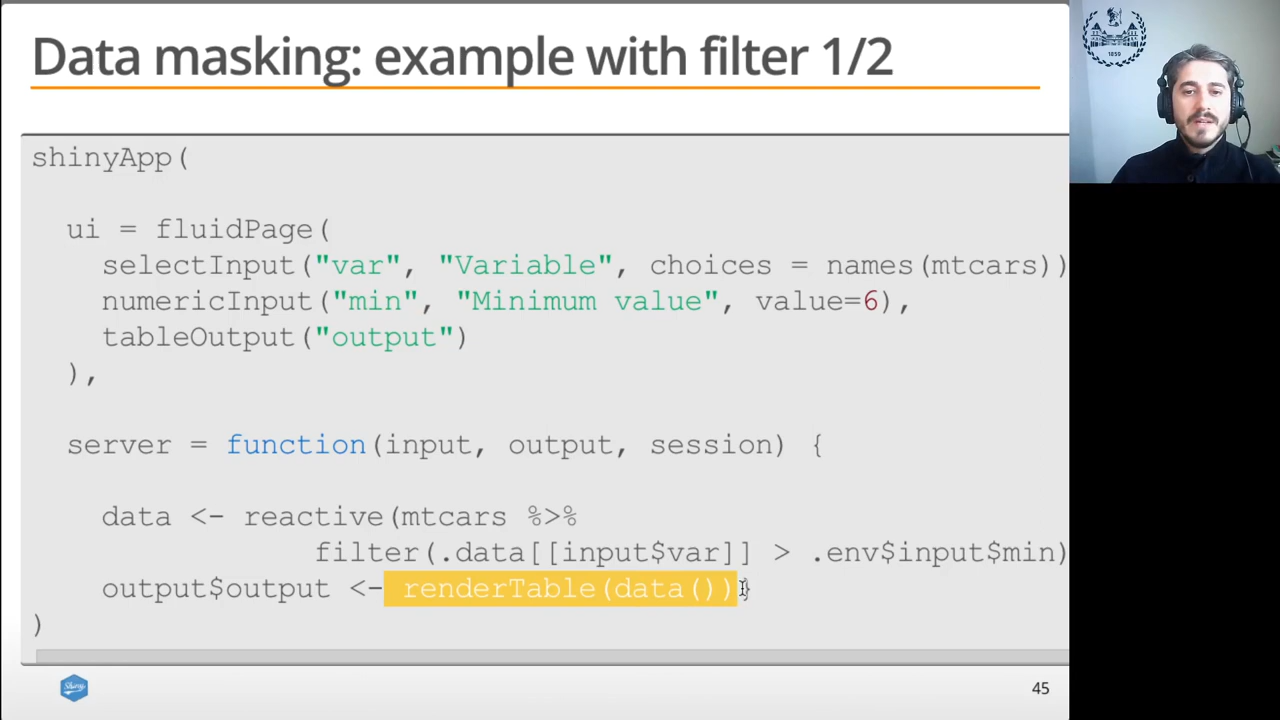 Data masking: example with filter 1/2
shinyApp(
ui = fluidPage(
selectInput("var", "Variable", choices = names(mtcars))
numericInput("min", "Minimum value", value=6),
tableOutput("output")
),
server = function(input, output, session) {
data <- reactive(mtcars %>%
filter(.data[[input$var]] > .env$input$min)
output$output <- renderTable(data())}
)
Shiny
45
1859